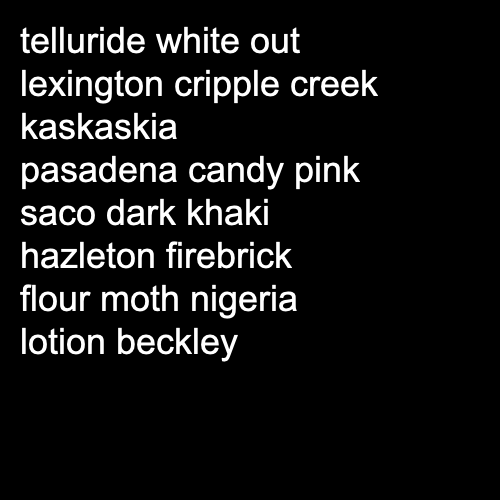 telluride white out
lexington cripple creek
kaskaskia
pasadena candy pink
saco dark khaki
hazleton firebrick
flour moth nigeria
lotion beckley